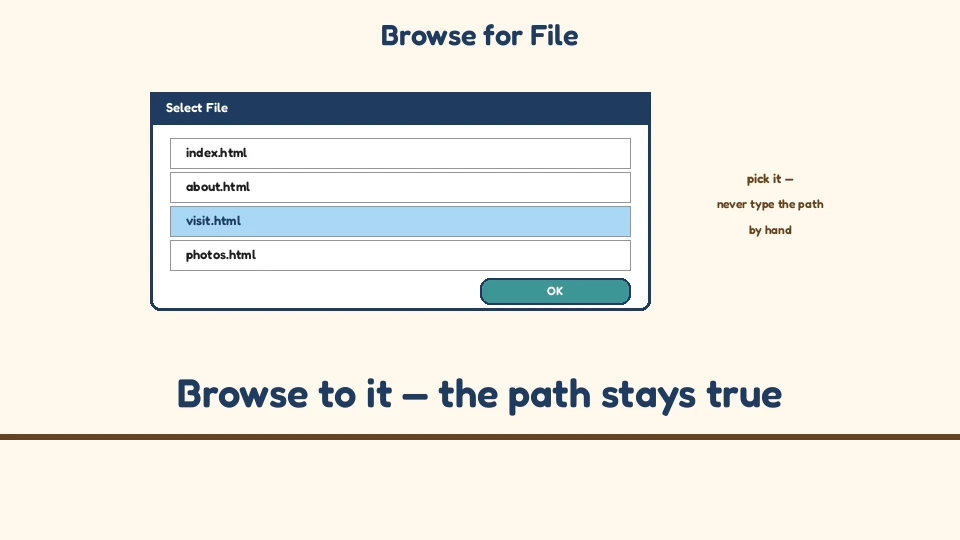 Browse for File
Select File
index.html
about.html
visit.html
photos.html
OK
pick it —
never type the path
by hand
Browse to it — the path stays true